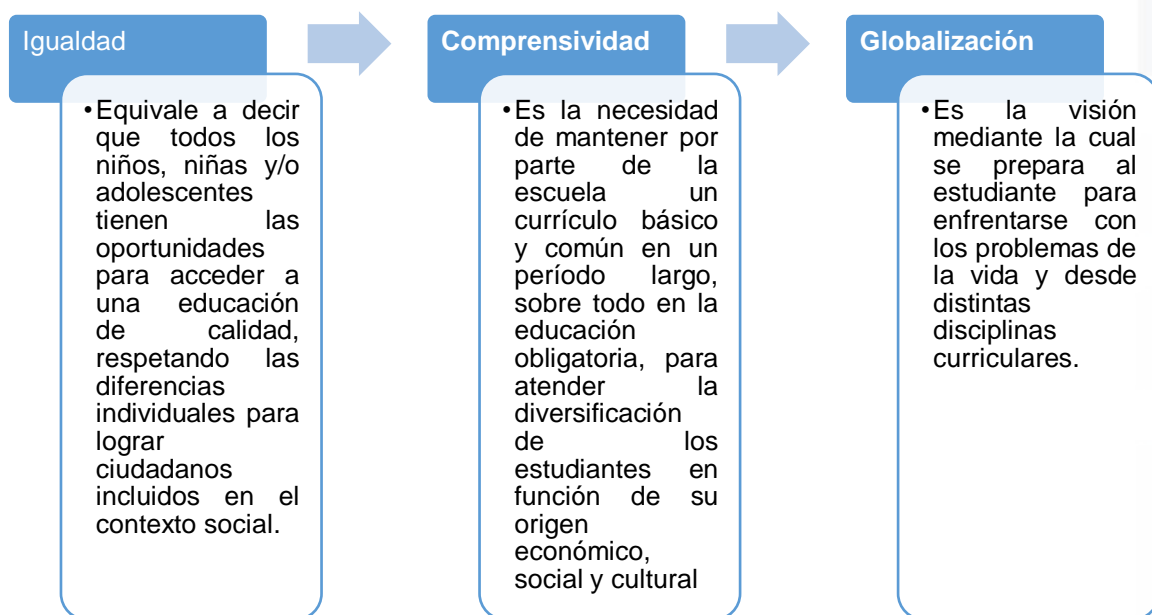 Igualdad
•Equivale a decir
que todos los
niños, niñas y/o
adolescentes
tienen las
oportunidades
para acceder a
una educación
de calidad,
respetando las
diferencias
individuales para
lograr
ciudadanos
incluidos en el
contexto social.
Comprensividad
•Es la necesidad
de mantener por
parte de la
escuela un
currículo básico
y común en un
período largo,
sobre todo en la
educación
obligatoria, para
atender la
diversificación
de los
estudiantes en
función de su
origen
económico,
social y cultural
Globalización
•Es la visión
mediante la cual
se prepara al
estudiante para
enfrentarse con
los problemas de
la vida y desde
distintas
disciplinas
curriculares.